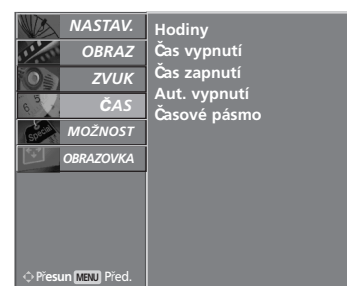 NASTAV.
OBRAZ
ZVUK
ČAS
MOŽNOST
OBRAZOVKA
Hodiny
Čas vypnutí
Čas zapnutí
Aut. vypnutí
Časové pásmo
Přesun MENU Před.